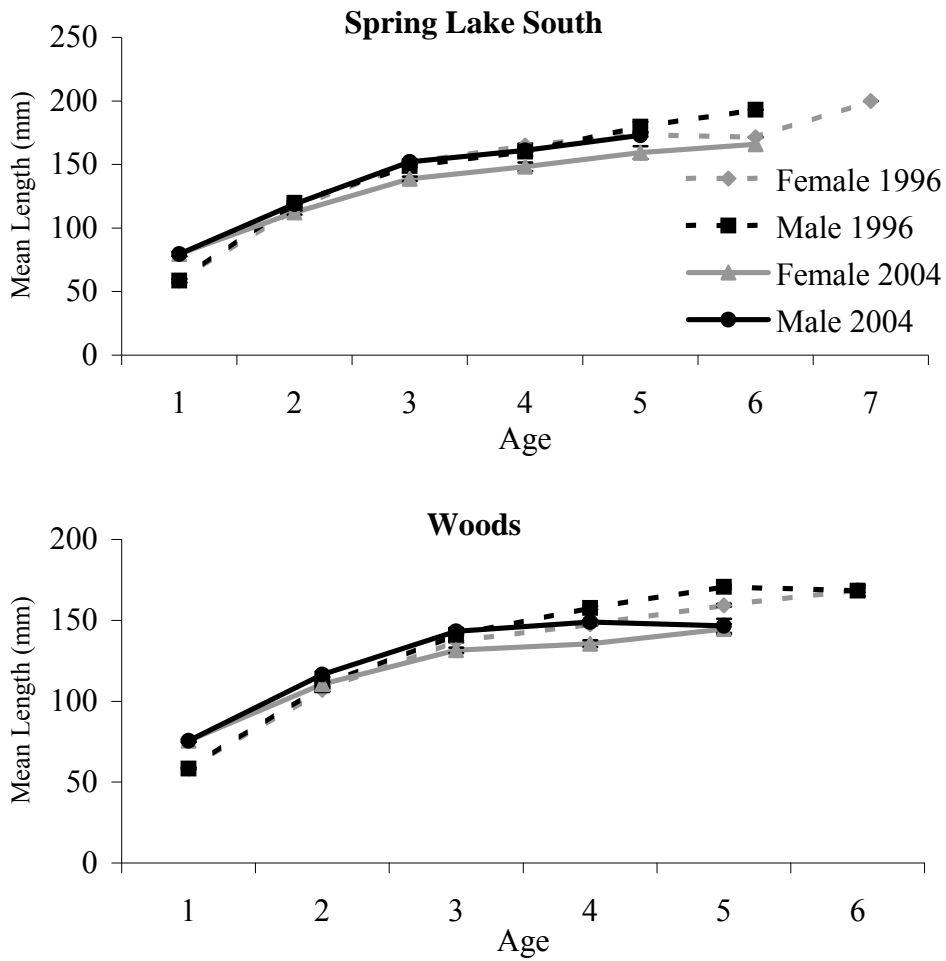 Spring Lake South
250
200
150
100
50
0
Mean Length (mm)
Female 1996
Male 1996
Female 2004
Male 2004
1 2 3 4 5 6 7
Age
Woods
200
150
100
50
0
Mean Length (mm)
1 2 3 4 5 6
Age